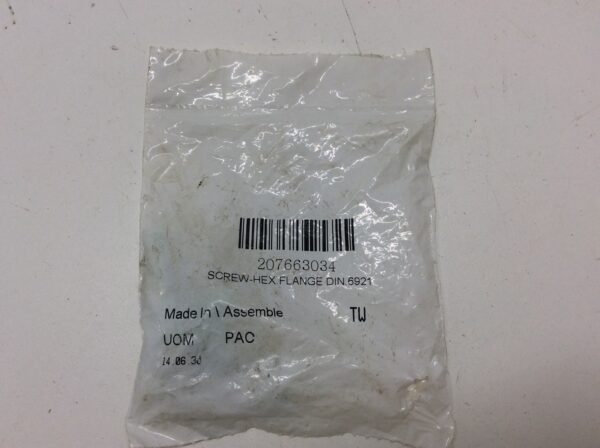 207663034
SCREW-HEX FLANGE DIN 6921
Made In \ Assemble TW
UOM PAC
14.06.30